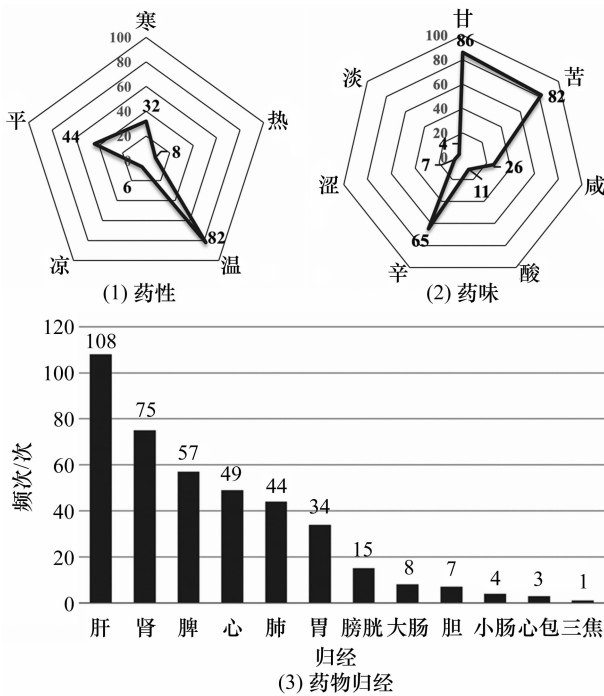 寒
100
80
60
40
20
0
32
热
8
温
82
凉
6
平
44
(1) 药性
甘
100
80
60
40
20
0
86
苦
82
咸
26
酸
11
辛
65
涩
7
淡
4
(2) 药味
频次/次
120
100
80
60
40
20
0
108
75
57
49
44
34
15
8
7
4
3
1
肝 肾 脾 心 肺 胃 膀胱 大肠 胆 小肠 心包 三焦
归经
(3) 药物归经